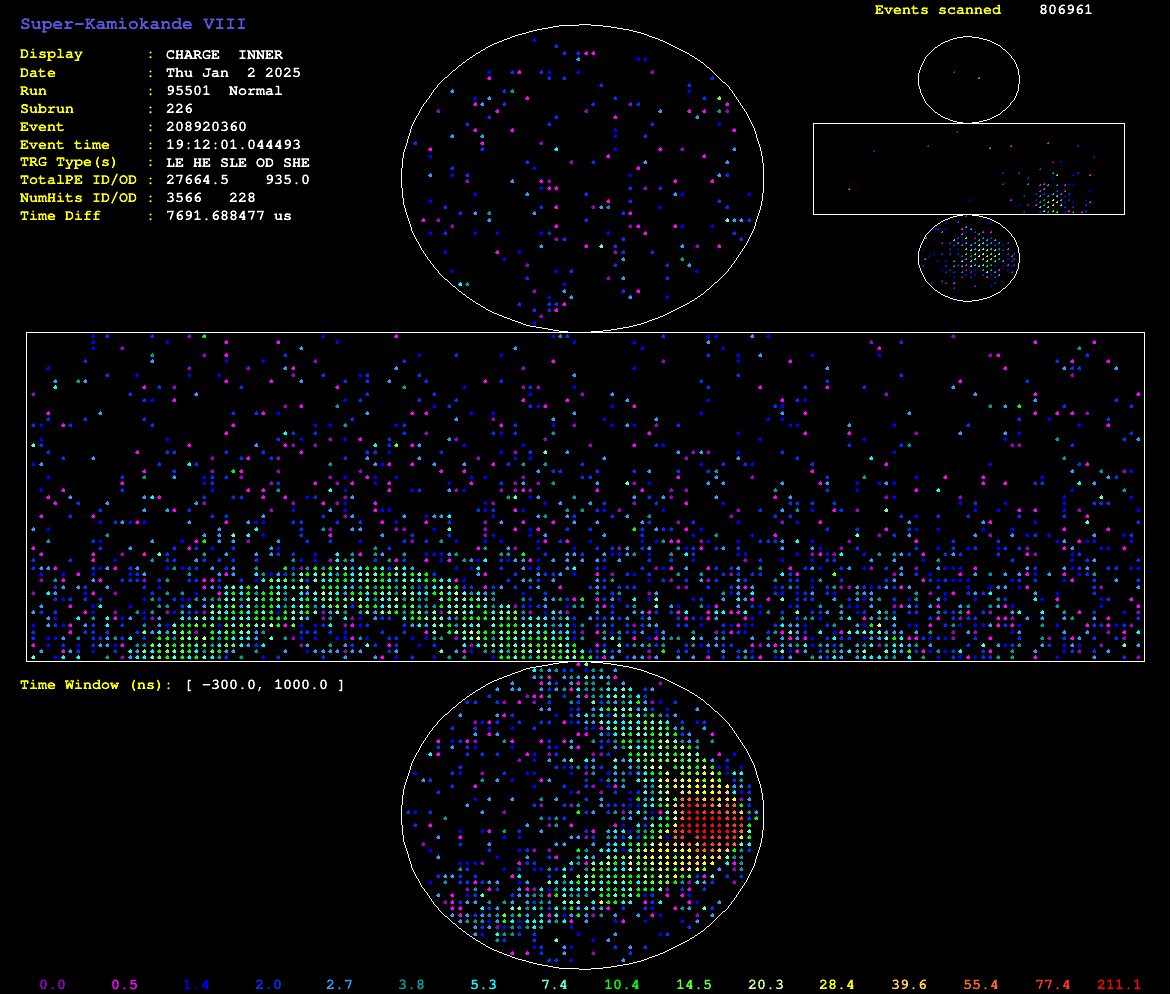 Super-Kamiokande VIII
Events scanned 806961
Display : CHARGE INNER
Date : Thu Jan 2 2025
Run : 95501 Normal
Subrun : 226
Event : 208920360
Event time : 19:12:01.044493
TRG Type(s) : LE HE SLE OD SHE
TotalPE ID/OD : 27664.5 935.0
NumHits ID/OD : 3566 228
Time Diff : 7691.688477 us
Time Window (ns): [ -300.0, 1000.0 ]
0.0 0.5 1.4 2.0 2.7 3.8 5.3 7.4 10.4 14.5 20.3 28.4 39.6 55.4 77.4 211.1